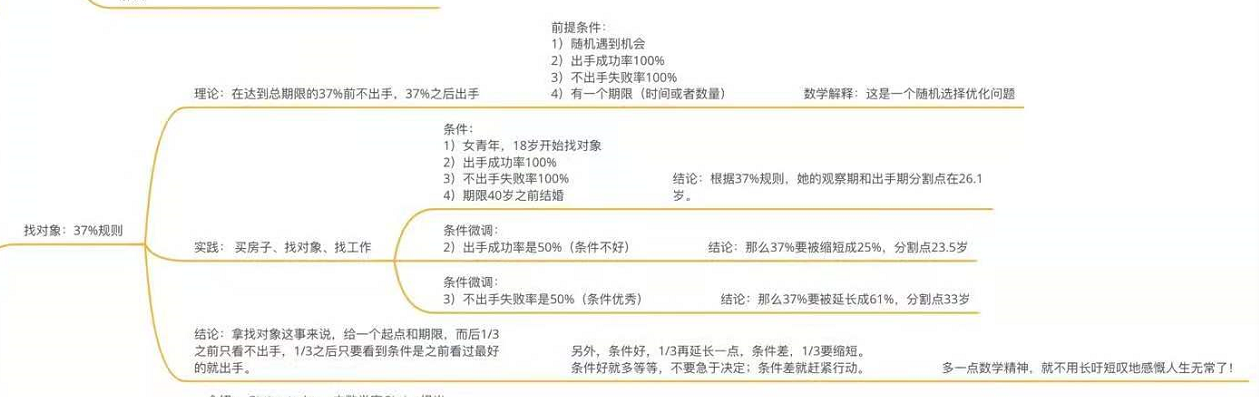 前提条件：
1）随机遇到机会
2）出手成功率100%
3）不出手失败率100%
理论：在达到总期限的37%前不出手，37%之后出手
4）有一个期限（时间或者数量）
数学解释：这是一个随机选择优化问题
条件：
1）女青年，18岁开始找对象
2）出手成功率100%
3）不出手失败率100%
4）期限40岁之前结婚
结论：根据37%规则，她的观察期和出手期分割点在26.1
岁。
找对象：37%规则
实践： 买房子、找对象、找工作
条件微调：
2）出手成功率是50%（条件不好）
结论：那么37%要被缩短成25%，分割点23.5岁
条件微调：
3）不出手失败率是50%（条件优秀）
结论：那么37%要被延长成61%，分割点33岁
结论：拿找对象这事来说，给一个起点和期限，而后1/3
之前只看不出手，1/3之后只要看到条件是之前看过最好
的就出手。
另外，条件好，1/3再延长一点，条件差，1/3要缩短。
条件好就多等等，不要急于决定；条件差就赶紧行动。
多一点数学精神，就不用长吁短叹地感慨人生无常了！